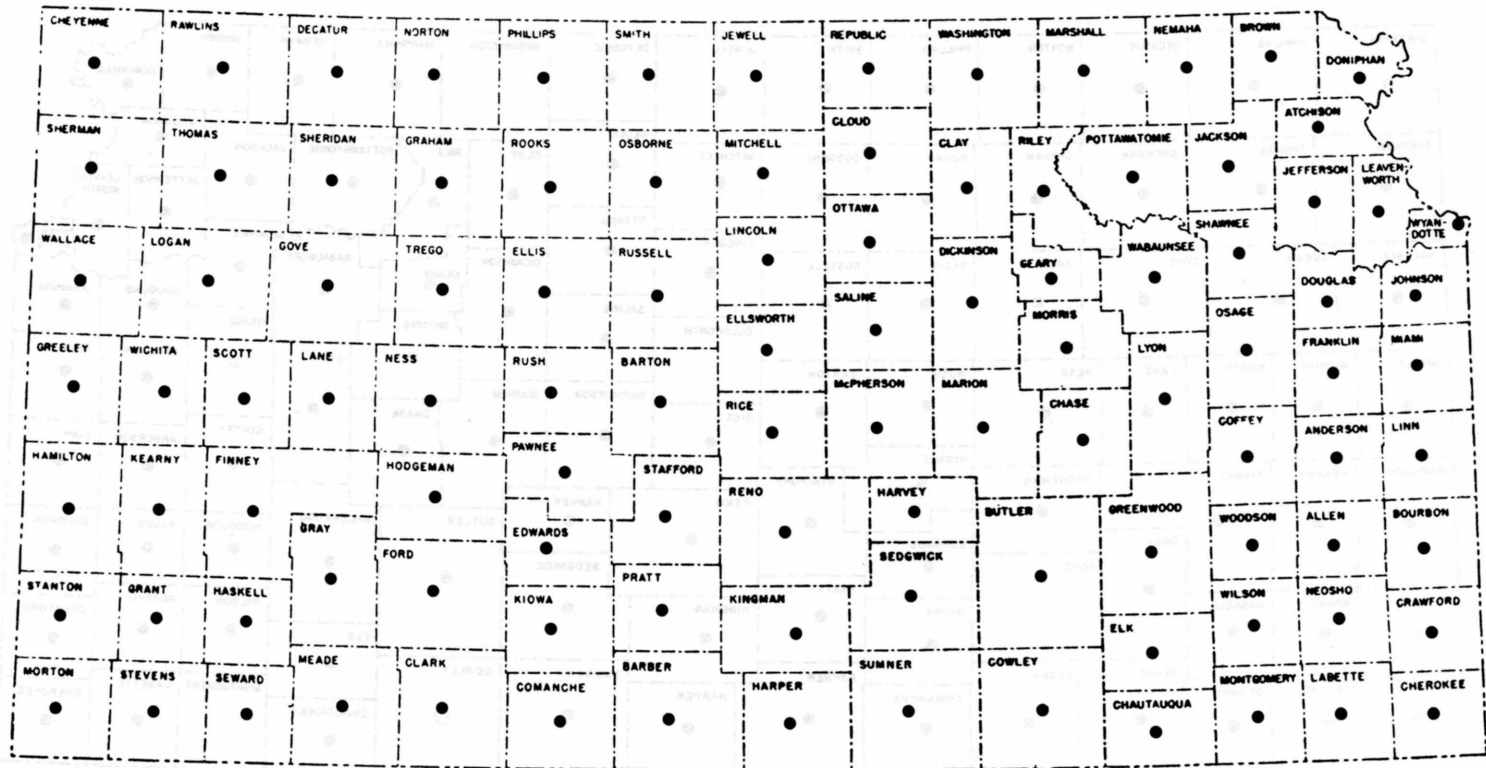 CHEYENNE
RAWLINS
DECATUR
NORTON
PHILLIPS
SMITH
JEWELL
REPUBLIC
WASHINGTON
MARSHALL
NEMAHA
BROWN
DONIPHAN
SHERMAN
THOMAS
SHERIDAN
GRAHAM
ROOKS
OSBORNE
MITCHELL
CLOUD
CLAY
RILEY
POTTAWATOMIE
JACKSON
ATCHISON
JEFFERSON
LEAVEN-
WORTH
WYAN-
DOTTE
WALLACE
LOGAN
GOVE
TREGO
ELLIS
RUSSELL
LINCOLN
OTTAWA
DICKINSON
GEARY
WABAUNSEE
SHAWNEE
DOUGLAS
JOHNSON
SALINE
ELLSWORTH
MORRIS
OSAGE
GREELEY
WICHITA
SCOTT
LANE
NESS
RUSH
BARTON
RICE
McPHERSON
MARION
CHASE
LYON
FRANKLIN
MIAMI
HAMILTON
KEARNY
FINNEY
HODGEMAN
PAWNEE
STAFFORD
RENO
HARVEY
BUTLER
GREENWOOD
COFFEY
ANDERSON
LINN
GRAY
FORD
EDWARDS
SEDGWICK
WOODSON
ALLEN
BOURBON
STANTON
GRANT
HASKELL
KIOWA
PRATT
KINGMAN
ELK
WILSON
NEOSHO
CRAWFORD
MORTON
STEVENS
SEWARD
MEADE
CLARK
COMANCHE
BARBER
HARPER
SUMNER
COWLEY
CHAUTAUQUA
MONTGOMERY
LABETTE
CHEROKEE